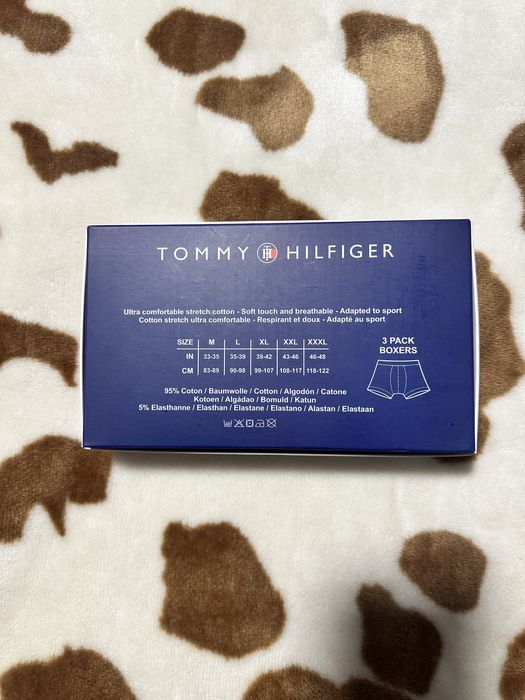 TOMMY HILFIGER
Ultra comfortable stretch cotton - Soft touch and breathable - Adapted to sport
Cotton stretch ultra comfortable - Respirant et doux - Adapté au sport
SIZE M L XL XXL XXXL
IN 33-35 35-39 39-42 43-46 46-48
CM 83-89 90-98 99-107 108-117 118-122
3 PACK
BOXERS
95% Coton / Baumwolle / Cotton / Algodón / Catone
Kotoen / Algádao / Bomuld / Katun
5% Elasthanne / Elasthan / Elastane / Elastano / Alastan / Elastaan